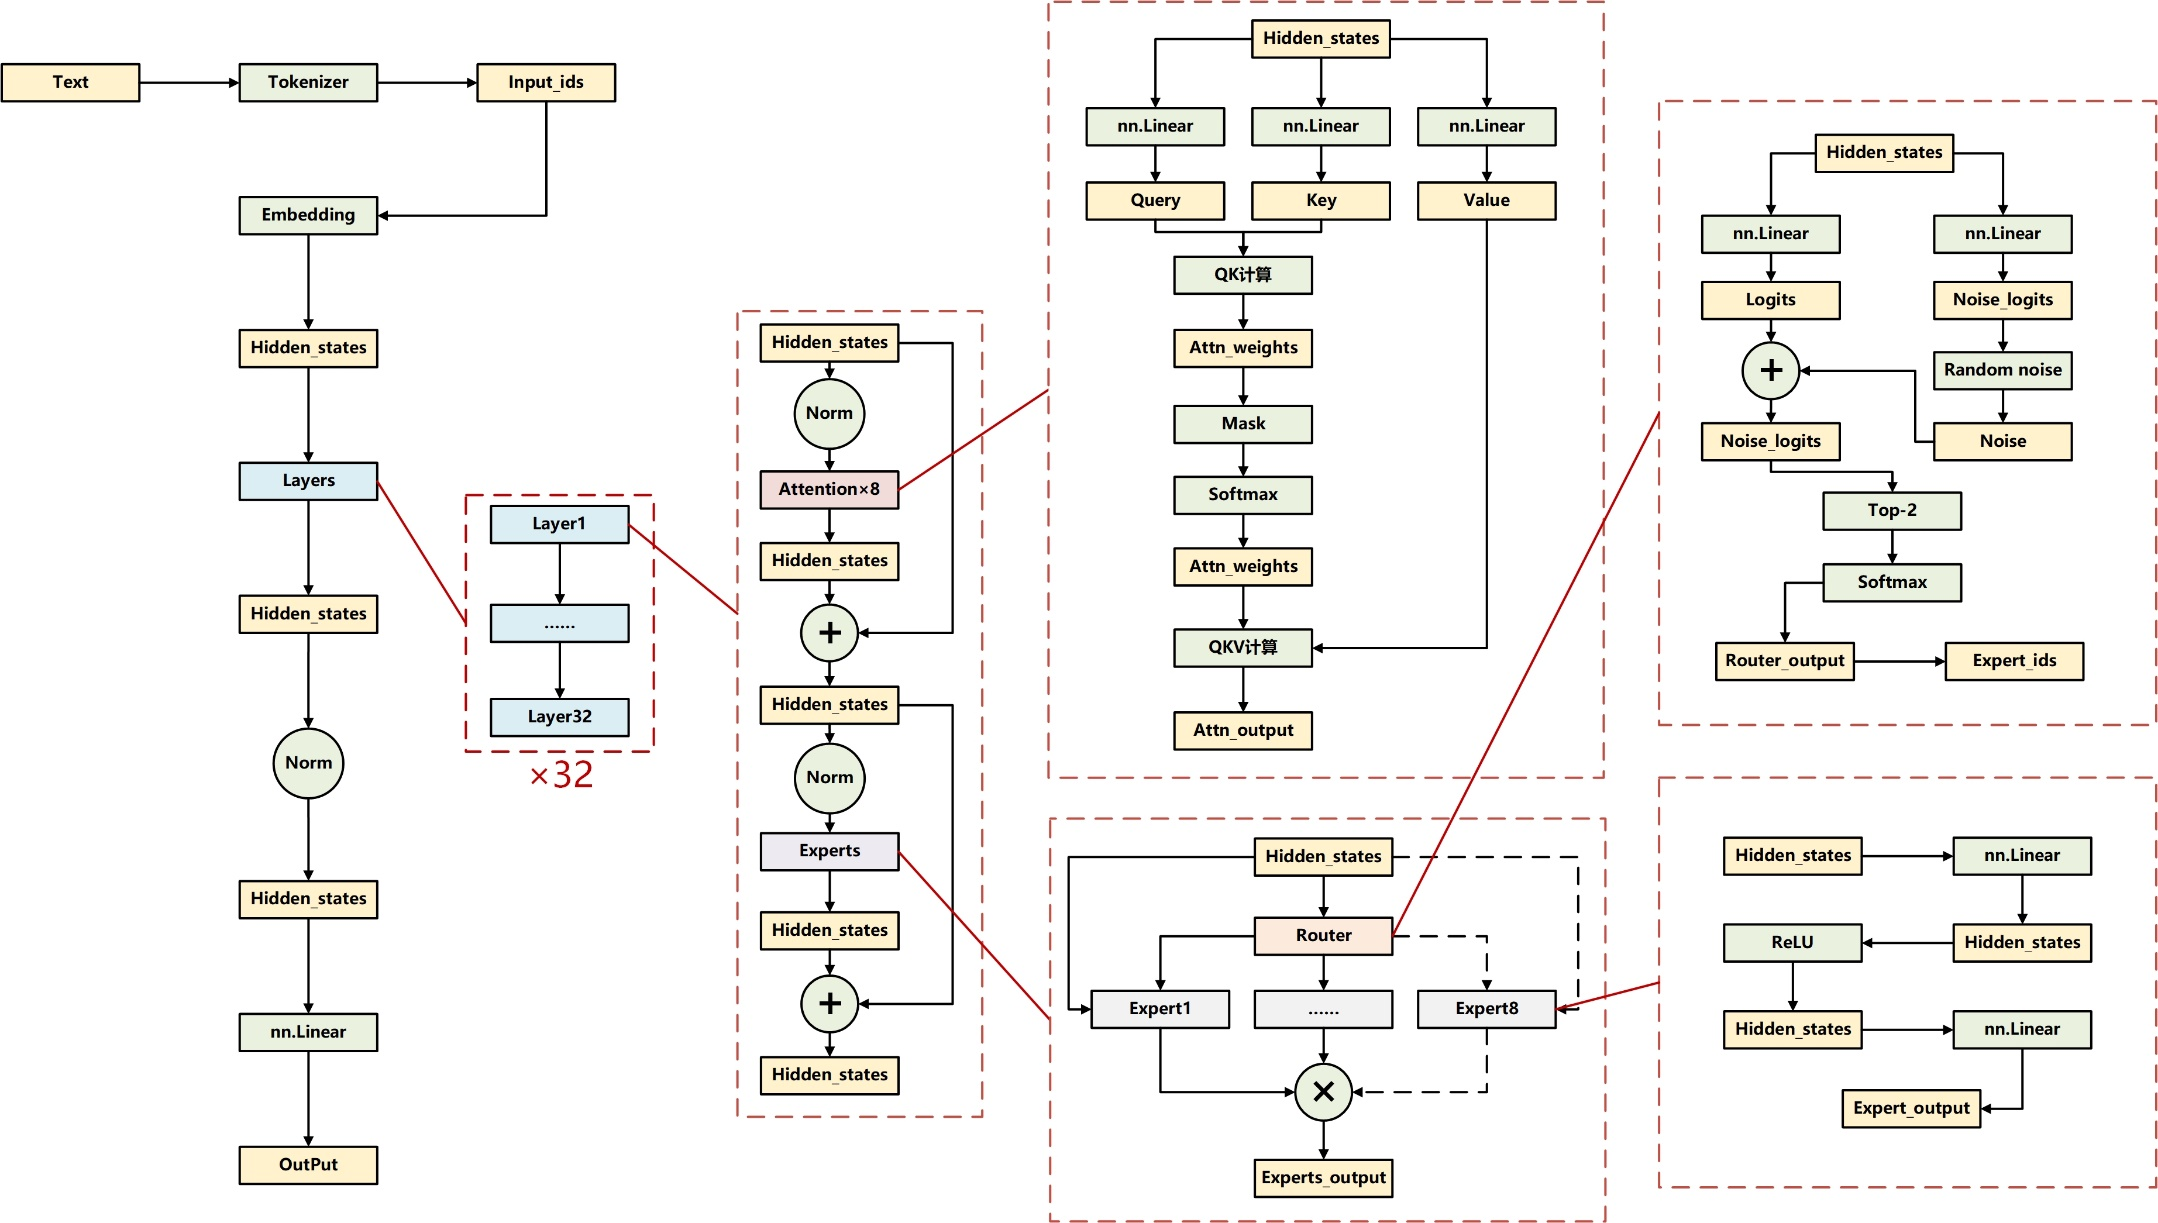 Text
Tokenizer
Input_ids
Embedding
Hidden_states
Layers
Hidden_states
Norm
Hidden_states
nn.Linear
OutPut
Layer1
......
Layer32
×32
Hidden_states
Norm
Attention×8
Hidden_states
+
Hidden_states
Norm
Experts
Hidden_states
+
Hidden_states
Hidden_states
nn.Linear
nn.Linear
nn.Linear
Query
Key
Value
QK计算
Attn_weights
Mask
Softmax
Attn_weights
QKV计算
Attn_output
Hidden_states
Router
Expert1
......
Expert8
×
Experts_output
Hidden_states
nn.Linear
nn.Linear
Logits
Noise_logits
+
Random noise
Noise_logits
Noise
Top-2
Softmax
Router_output
Expert_ids
Hidden_states
nn.Linear
ReLU
Hidden_states
Hidden_states
nn.Linear
Expert_output